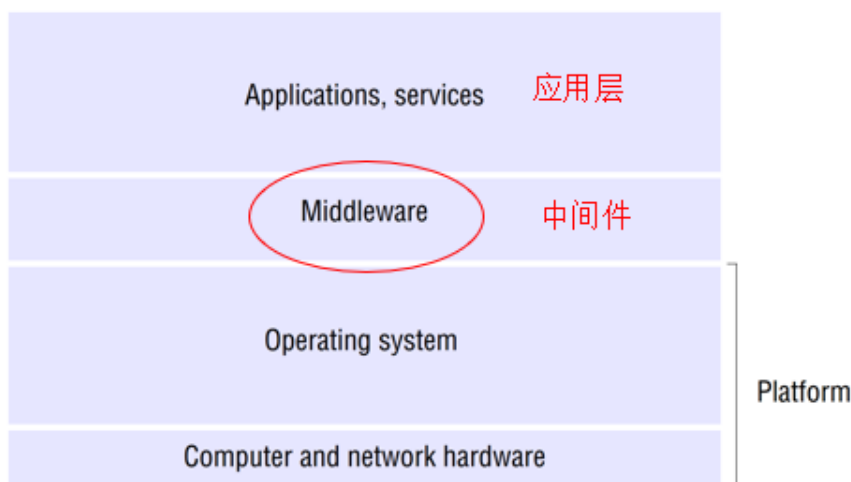 Applications, services 应用层
Middleware 中间件
Operating system
Platform
Computer and network hardware